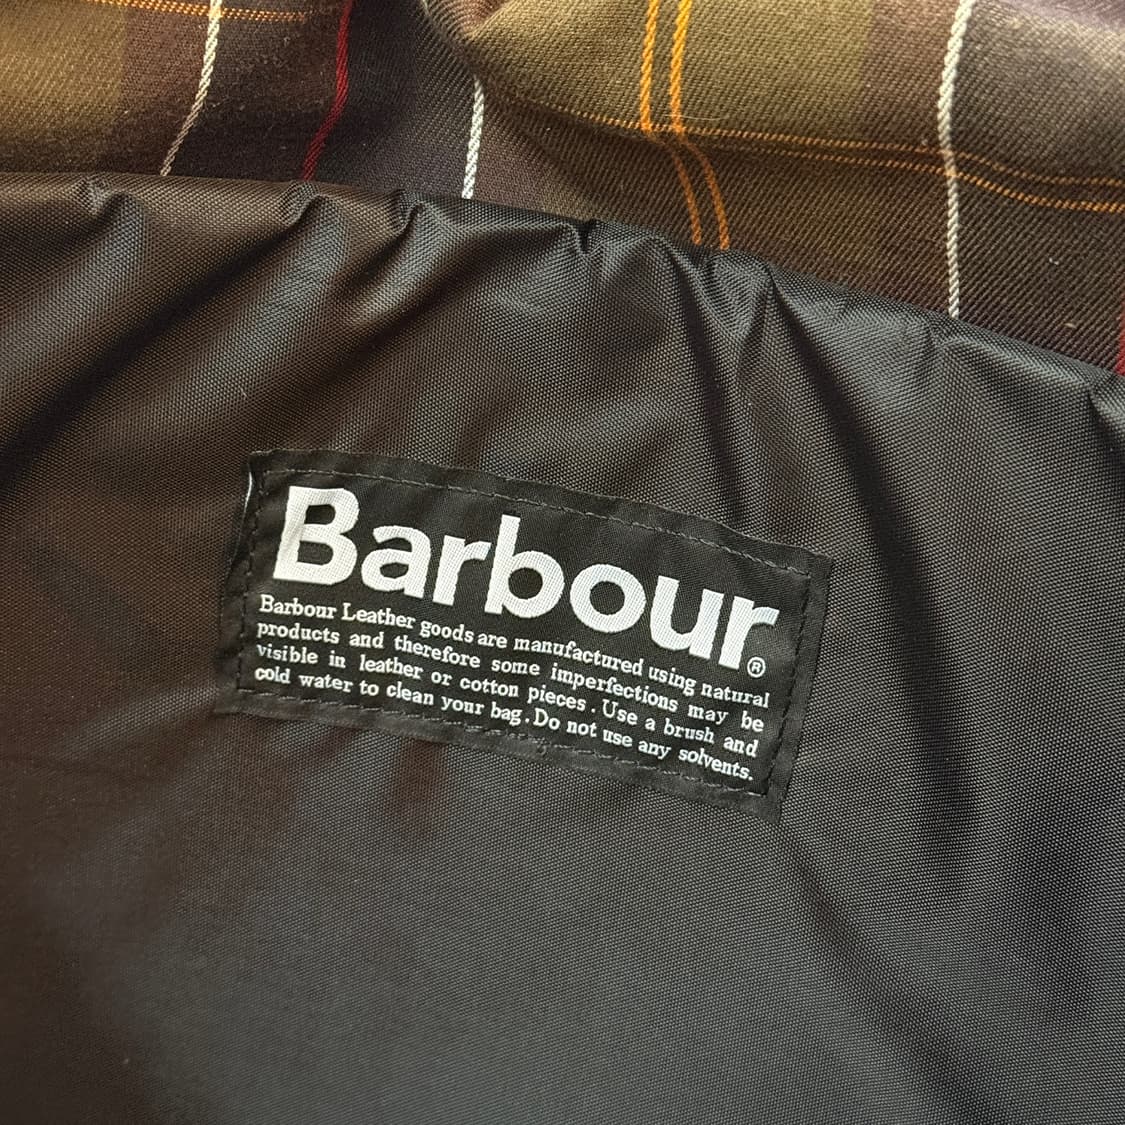 Barbour®
Barbour Leather goods are manufactured using natural
products and therefore some imperfections may be
visible in leather or cotton pieces. Use a brush and
cold water to clean your bag. Do not use any solvents.